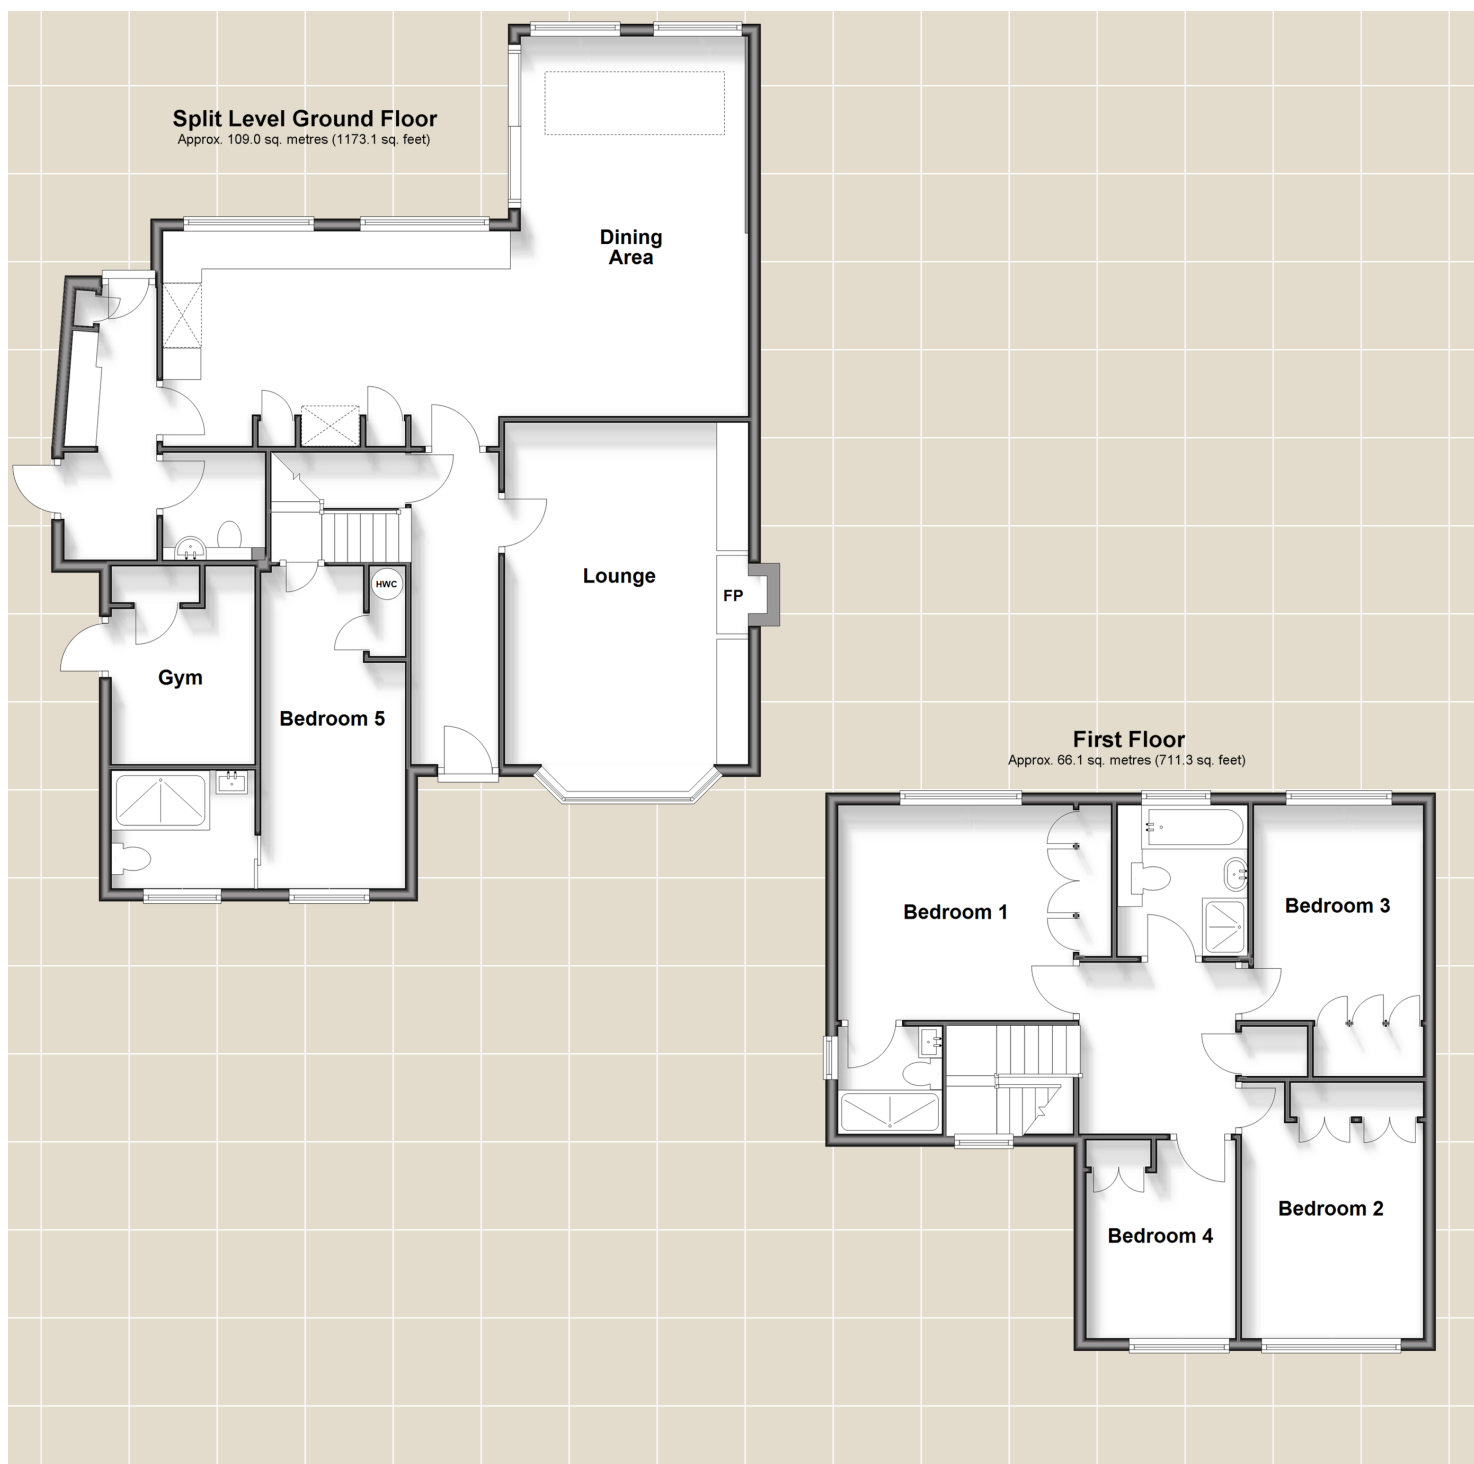 Split Level Ground Floor
Approx. 109.0 sq. metres (1173.1 sq. feet)
Dining
Area
Lounge
FP
HWC
Gym
Bedroom 5
First Floor
Approx. 66.1 sq. metres (711.3 sq. feet)
Bedroom 1
Bedroom 3
Bedroom 2
Bedroom 4